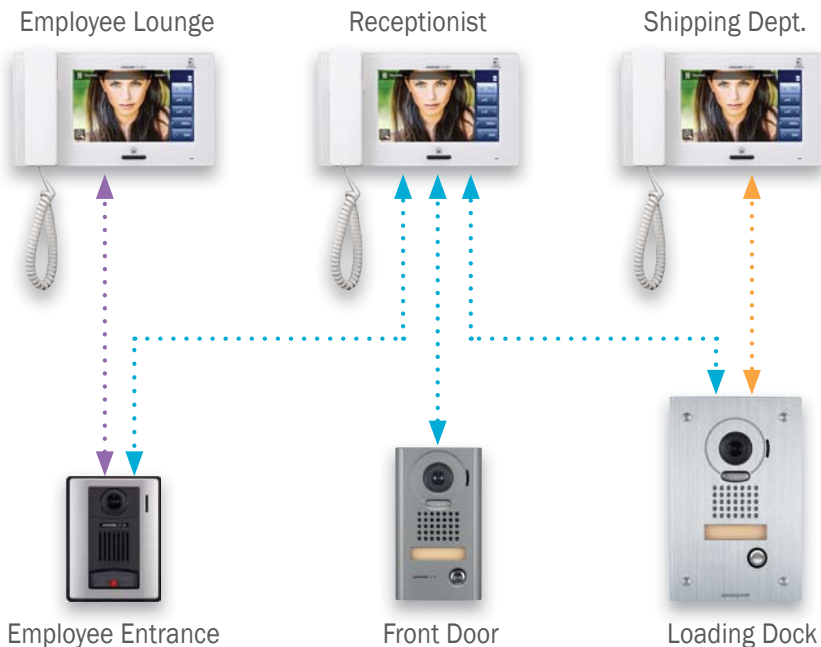 Employee Lounge
Receptionist
Shipping Dept.
Employee Entrance
Front Door
Loading Dock